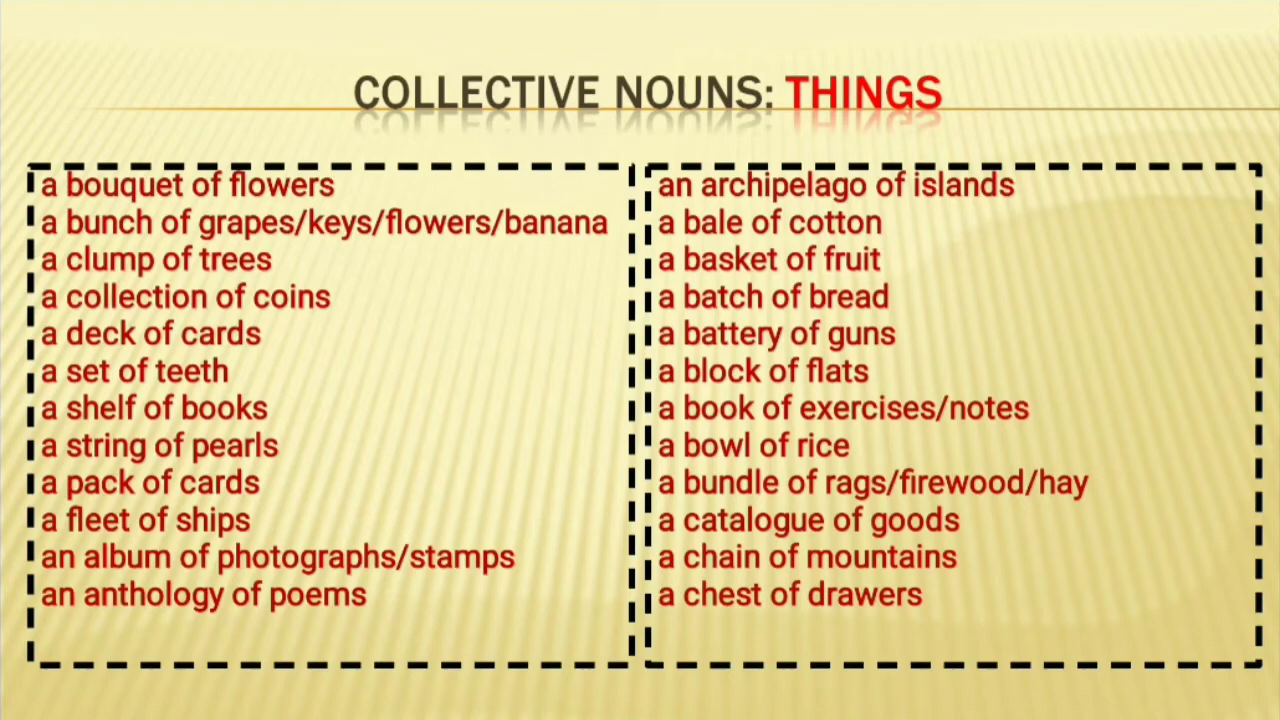 COLLECTIVE NOUNS: THINGS
a bouquet of flowers
a bunch of grapes/keys/flowers/banana
a clump of trees
a collection of coins
a deck of cards
a set of teeth
a shelf of books
a string of pearls
a pack of cards
a fleet of ships
an album of photographs/stamps
an anthology of poems
an archipelago of islands
a bale of cotton
a basket of fruit
a batch of bread
a battery of guns
a block of flats
a book of exercises/notes
a bowl of rice
a bundle of rags/firewood/hay
a catalogue of goods
a chain of mountains
a chest of drawers